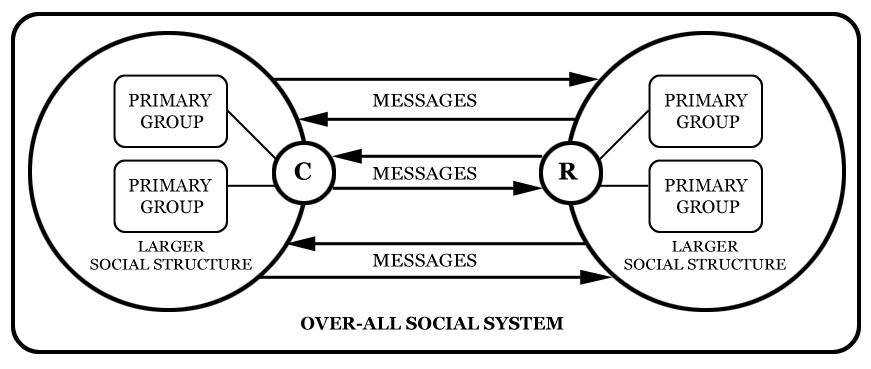 PRIMARY
GROUP
PRIMARY
GROUP
LARGER
SOCIAL STRUCTURE
C
MESSAGES
MESSAGES
MESSAGES
R
PRIMARY
GROUP
PRIMARY
GROUP
LARGER
SOCIAL STRUCTURE
OVER-ALL SOCIAL SYSTEM